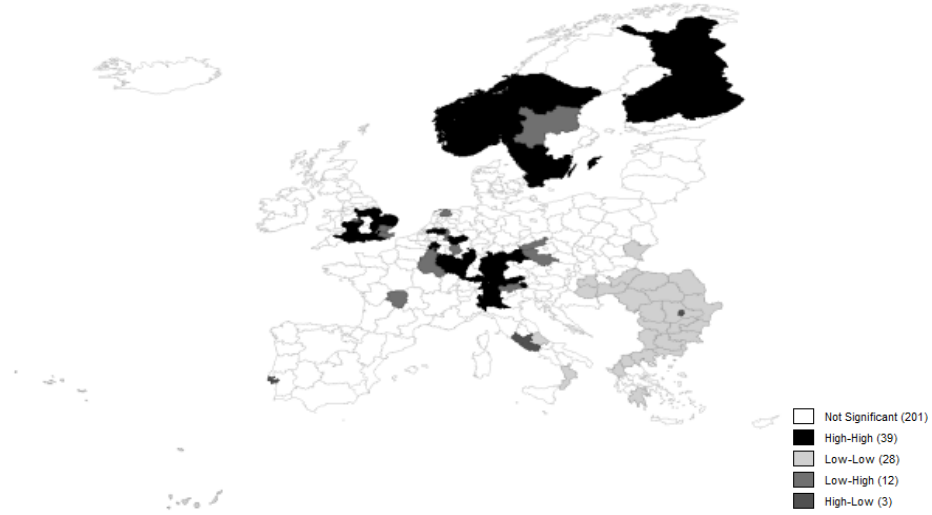 Not Significant (201)
High-High (39)
Low-Low (28)
Low-High (12)
High-Low (3)